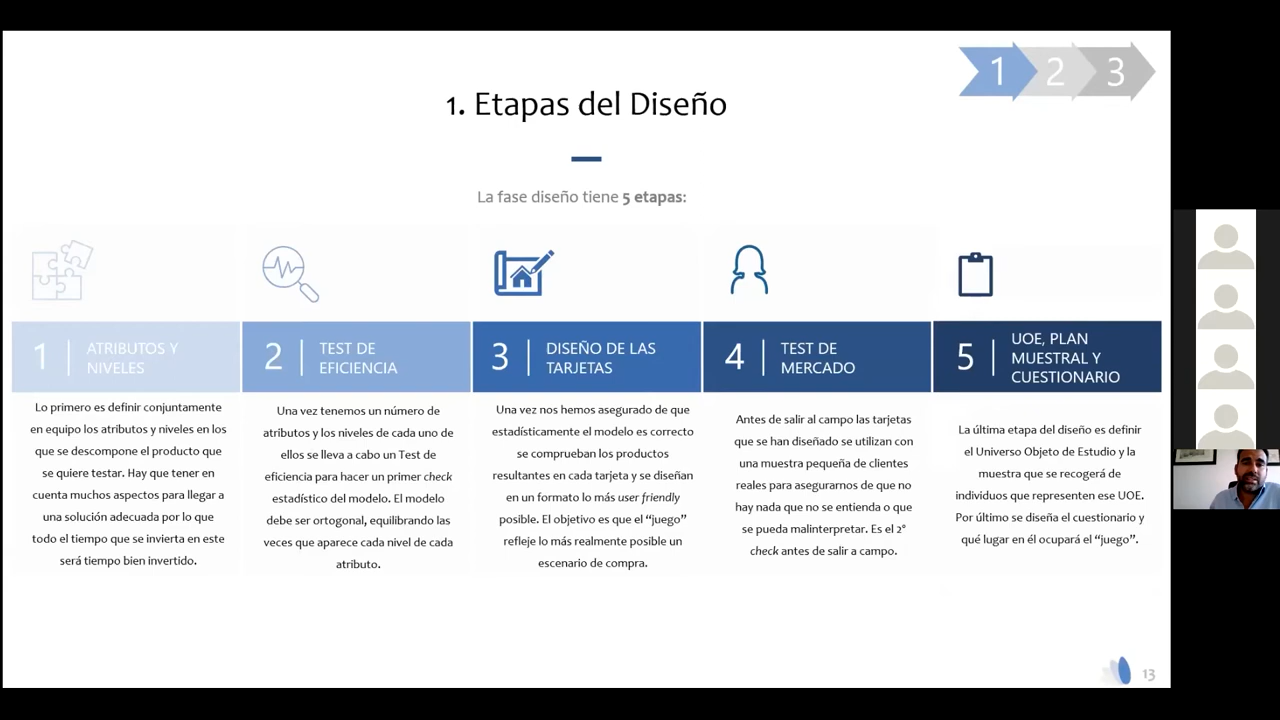 1 2 3
1. Etapas del Diseño
La fase diseño tiene 5 etapas:
1 ATRIBUTOS Y
NIVELES
Lo primero es definir conjuntamente
en equipo los atributos y niveles en los
que se descompone el producto que
se quiere testar. Hay que tener en
cuenta muchos aspectos para llegar a
una solución adecuada por lo que
todo el tiempo que se invierta en este
será tiempo bien invertido.
2 TEST DE
EFICIENCIA
Una vez tenemos un número de
atributos y los niveles de cada uno de
ellos se lleva a cabo un Test de
eficiencia para hacer un primer check
estadístico del modelo. El modelo
debe ser ortogonal, equilibrando las
veces que aparece cada nivel de cada
atributo.
3 DISEÑO DE LAS
TARJETAS
Una vez nos hemos asegurado de que
estadísticamente el modelo es correcto
se comprueban los productos
resultantes en cada tarjeta y se diseñan
en un formato lo más user friendly
posible. El objetivo es que el “juego”
refleje lo más realmente posible un
escenario de compra.
4 TEST DE
MERCADO
Antes de salir al campo las tarjetas
que se han diseñado se utilizan con
una muestra pequeña de clientes
reales para asegurarnos de que no
hay nada que no se entienda o que
se pueda malinterpretar. Es el 2°
check antes de salir a campo.
5 UOE, PLAN
MUESTRAL Y
CUESTIONARIO
La última etapa del diseño es definir
el Universo Objeto de Estudio y la
muestra que se recogerá de
individuos que representen ese UOE.
Por último se diseña el cuestionario y
qué lugar en él ocupará el “juego”.
13